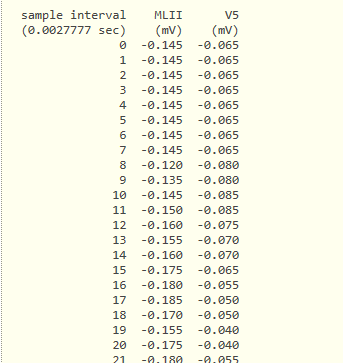 sample interval MLII V5
(0.0027777 sec) (mV) (mV)
0 -0.145 -0.065
1 -0.145 -0.065
2 -0.145 -0.065
3 -0.145 -0.065
4 -0.145 -0.065
5 -0.145 -0.065
6 -0.145 -0.065
7 -0.145 -0.065
8 -0.120 -0.080
9 -0.135 -0.080
10 -0.145 -0.085
11 -0.150 -0.085
12 -0.160 -0.075
13 -0.155 -0.070
14 -0.160 -0.070
15 -0.175 -0.065
16 -0.180 -0.055
17 -0.185 -0.050
18 -0.170 -0.050
19 -0.155 -0.040
20 -0.175 -0.040
21 -0.180 -0.055